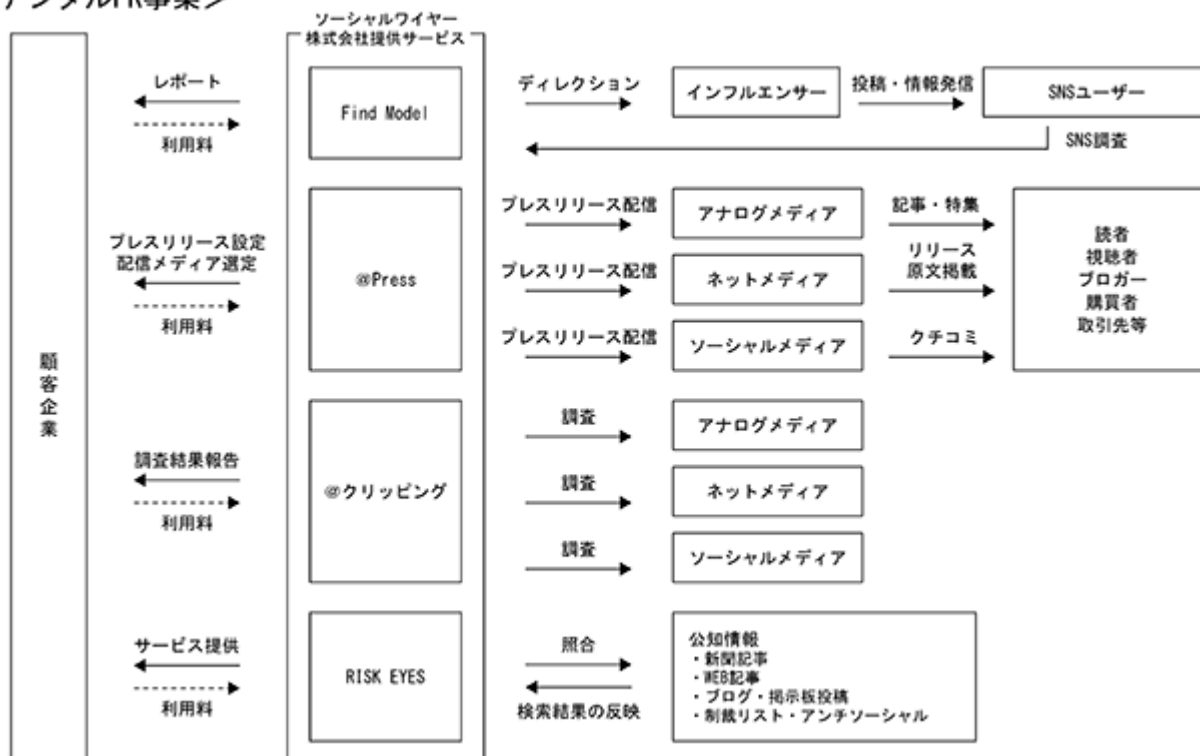 デジタルPR事業＞
ソーシャルワイヤー
株式会社提供サービス
顧客企業
レポート
利用料
Find Model
ディレクション
インフルエンサー
投稿・情報発信
SNSユーザー
SNS調査
プレスリリース設定
配信メディア選定
利用料
@Press
プレスリリース配信
アナログメディア
記事・特集
プレスリリース配信
ネットメディア
リリース
原文掲載
プレスリリース配信
ソーシャルメディア
クチコミ
読者
視聴者
ブロガー
購買者
取引先等
調査結果報告
利用料
@クリッピング
調査
アナログメディア
調査
ネットメディア
調査
ソーシャルメディア
サービス提供
利用料
RISK EYES
照合
検索結果の反映
公知情報
・新聞記事
・WEB記事
・ブログ・掲示板投稿
・制裁リスト・アンチソーシャル